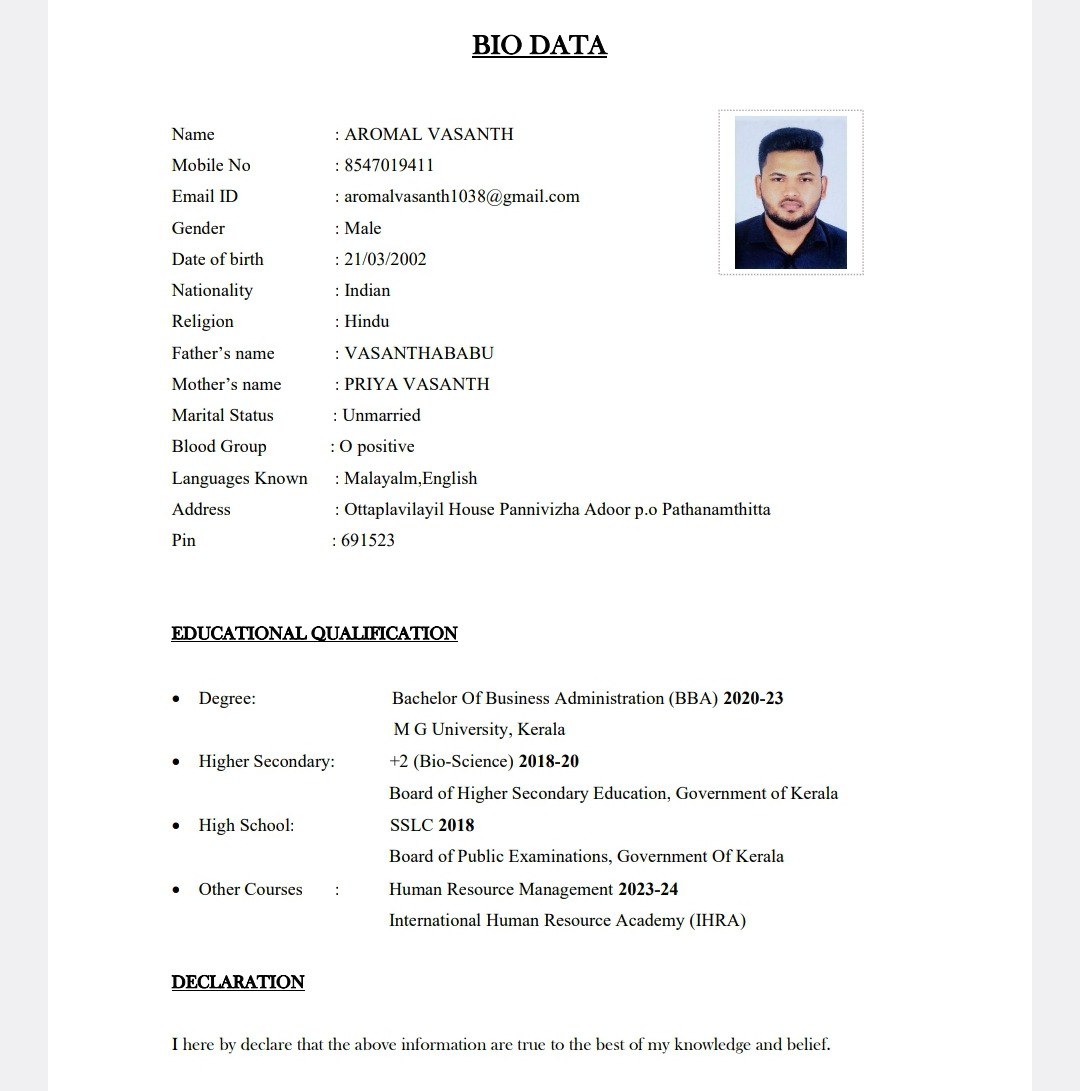 BIO DATA
Name : AROMAL VASANTH
Mobile No : 8547019411
Email ID : aromalvasanth1038@gmail.com
Gender : Male
Date of birth : 21/03/2002
Nationality : Indian
Religion : Hindu
Father’s name : VASANTHABABU
Mother’s name : PRIYA VASANTH
Marital Status : Unmarried
Blood Group : O positive
Languages Known : Malayalm,English
Address : Ottaplavilayil House Pannivizha Adoor p.o Pathanamthitta
Pin : 691523
EDUCATIONAL QUALIFICATION
• Degree: Bachelor Of Business Administration (BBA) 2020-23
M G University, Kerala
• Higher Secondary: +2 (Bio-Science) 2018-20
Board of Higher Secondary Education, Government of Kerala
• High School: SSLC 2018
Board of Public Examinations, Government Of Kerala
• Other Courses : Human Resource Management 2023-24
International Human Resource Academy (IHRA)
DECLARATION
I here by declare that the above information are true to the best of my knowledge and belief.